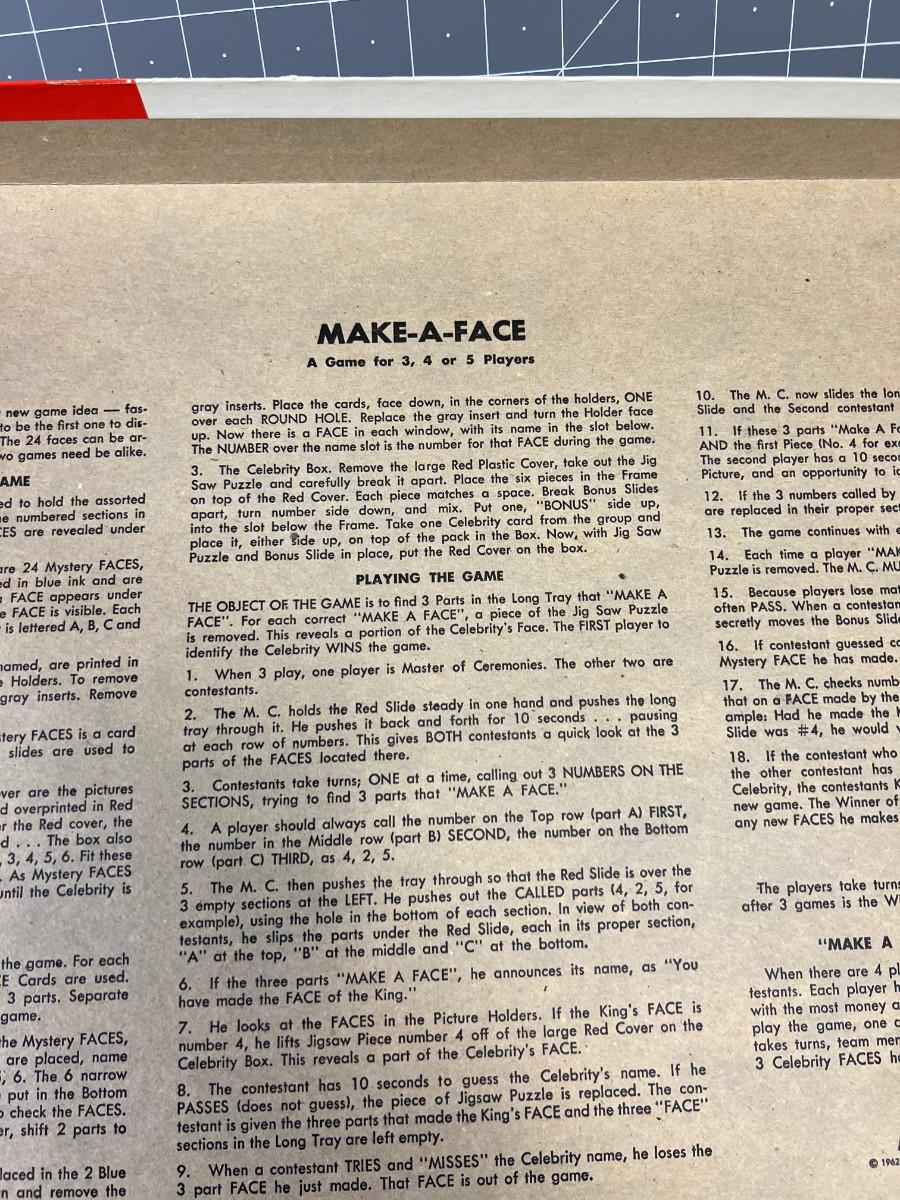 MAKE-A-FACE
A Game for 3, 4 or 5 Players
new game idea — fas-
to be the first one to dis-
The 24 faces can be ar-
wo games need be alike.
AME
ed to hold the assorted
e numbered sections in
CES are revealed under
are 24 Mystery FACES,
ed in blue ink and are
FACE appears under
e FACE is visible. Each
is lettered A, B, C and
named, are printed in
Holders. To remove
gray inserts. Remove
tery FACES is a card
slides are used to
ver are the pictures
d overprinted in Red
r the Red cover, the
d . . . The box also
, 3, 4, 5, 6. Fit these
. As Mystery FACES
until the Celebrity is
the game. For each
E Cards are used.
3 parts. Separate
game.
the Mystery FACES,
are placed, name
, 6. The 6 narrow
put in the Bottom
o check the FACES.
er, shift 2 parts to
laced in the 2 Blue
n and remove the
gray inserts. Place the cards, face down, in the corners of the holders, ONE
over each ROUND HOLE. Replace the gray insert and turn the Holder face
up. Now there is a FACE in each window, with its name in the slot below.
The NUMBER over the name slot is the number for that FACE during the game.
3. The Celebrity Box. Remove the large Red Plastic Cover, take out the Jig
Saw Puzzle and carefully break it apart. Place the six pieces in the Frame
on top of the Red Cover. Each piece matches a space. Break Bonus Slides
apart, turn number side down, and mix. Put one, "BONUS" side up,
into the slot below the Frame. Take one Celebrity card from the group and
place it, either side up, on top of the pack in the Box. Now, with Jig Saw
Puzzle and Bonus Slide in place, put the Red Cover on the box.
PLAYING THE GAME
THE OBJECT OF THE GAME is to find 3 Parts in the Long Tray that "MAKE A
FACE". For each correct "MAKE A FACE", a piece of the Jig Saw Puzzle
is removed. This reveals a portion of the Celebrity's Face. The FIRST player to
identify the Celebrity WINS the game.
1. When 3 play, one player is Master of Ceremonies. The other two are
contestants.
2. The M. C. holds the Red Slide steady in one hand and pushes the long
tray through it. He pushes it back and forth for 10 seconds . . . pausing
at each row of numbers. This gives BOTH contestants a quick look at the 3
parts of the FACES located there.
3. Contestants take turns; ONE at a time, calling out 3 NUMBERS ON THE
SECTIONS, trying to find 3 parts that "MAKE A FACE."
4. A player should always call the number on the Top row (part A) FIRST,
the number in the Middle row (part B) SECOND, the number on the Bottom
row (part C) THIRD, as 4, 2, 5.
5. The M. C. then pushes the tray through so that the Red Slide is over the
3 empty sections at the LEFT. He pushes out the CALLED parts (4, 2, 5, for
example), using the hole in the bottom of each section. In view of both con-
testants, he slips the parts under the Red Slide, each in its proper section,
"A" at the top, "B" at the middle and "C" at the bottom.
6. If the three parts "MAKE A FACE", he announces its name, as "You
have made the FACE of the King."
7. He looks at the FACES in the Picture Holders. If the King's FACE is
number 4, he lifts Jigsaw Piece number 4 off of the large Red Cover on the
Celebrity Box. This reveals a part of the Celebrity's FACE.
8. The contestant has 10 seconds to guess the Celebrity's name. If he
PASSES (does not guess), the piece of Jigsaw Puzzle is replaced. The con-
testant is given the three parts that made the King's FACE and the three "FACE"
sections in the Long Tray are left empty.
9. When a contestant TRIES and "MISSES" the Celebrity name, he loses the
3 part FACE he just made. That FACE is out of the game.
10. The M. C. now slides the lon
Slide and the Second contestant
11. If these 3 parts "Make A Fa
AND the first Piece (No. 4 for ex
The second player has a 10 seco
Picture, and an opportunity to i
12. If the 3 numbers called by
are replaced in their proper sect
13. The game continues with e
14. Each time a player "MAK
Puzzle is removed. The M. C. MU
15. Because players lose mat
often PASS. When a contestan
secretly moves the Bonus Slid
16. If contestant guessed co
Mystery FACE he has made.
17. The M. C. checks numb
that on a FACE made by the
ample: Had he made the K
Slide was #4, he would
18. If the contestant who
the other contestant has
Celebrity, the contestants K
new game. The Winner of
any new FACES he makes
The players take turns
after 3 games is the W
"MAKE A
When there are 4 pl
testants. Each player h
with the most money a
play the game, one c
takes turns, team mem
3 Celebrity FACES h
© 1962